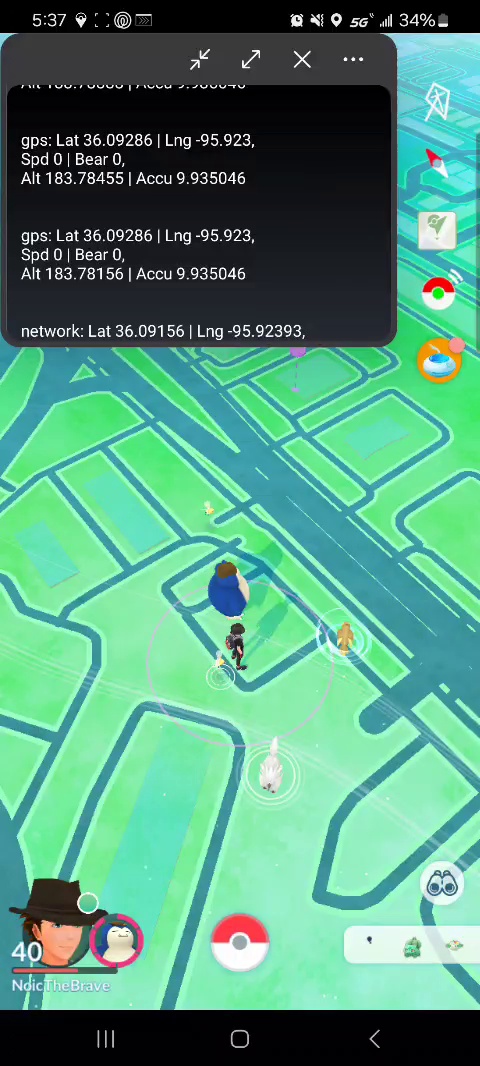 5:37
5G
34%
Alt 183.78333 | Accu 9.935046
gps: Lat 36.09286 | Lng -95.923,
Spd 0 | Bear 0,
Alt 183.78455 | Accu 9.935046
gps: Lat 36.09286 | Lng -95.923,
Spd 0 | Bear 0,
Alt 183.78156 | Accu 9.935046
network: Lat 36.09156 | Lng -95.92393,
40
NoicTheBrave